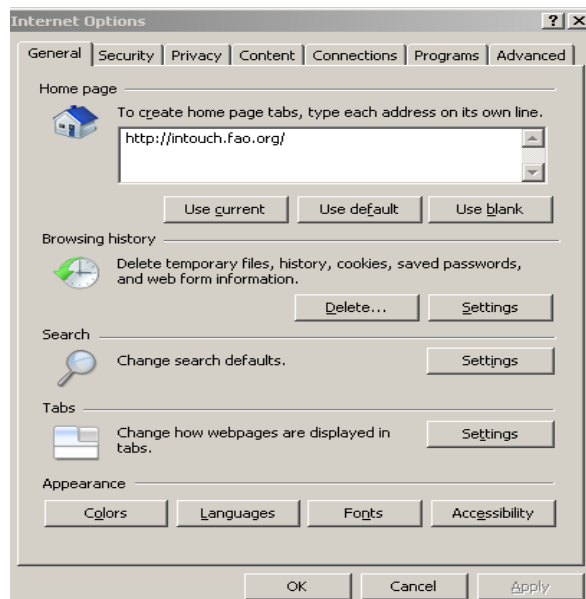 Internet Options ? X
General Security Privacy Content Connections Programs Advanced
Home page
To create home page tabs, type each address on its own line.
http://intouch.fao.org/
Use current Use default Use blank
Browsing history
Delete temporary files, history, cookies, saved passwords,
and web form information.
Delete... Settings
Search
Change search defaults. Settings
Tabs
Change how webpages are displayed in
tabs.
Settings
Appearance
Colors Languages Fonts Accessibility
OK Cancel Apply